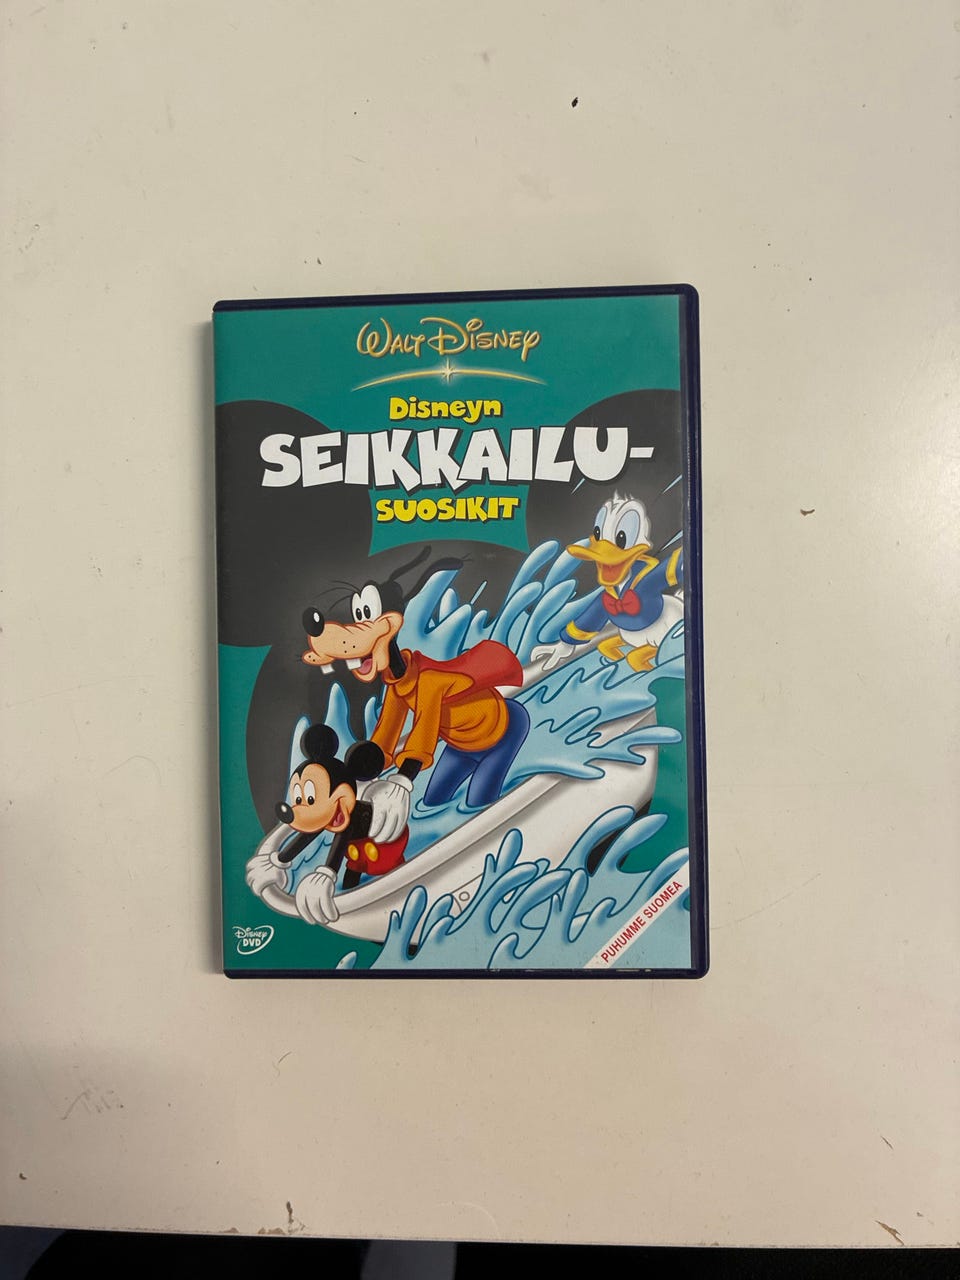 WALT DISNEY
Disneyn
SEIKKAILU-
SUOSIKIT
Disney
DVD
PUHUMME SUOMEA